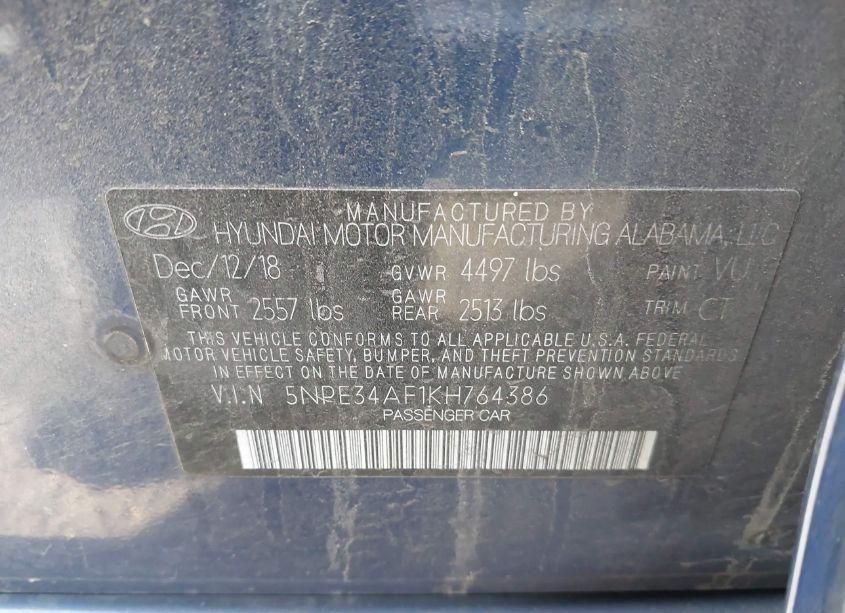 MANUFACTURED BY
HYUNDAI MOTOR MANUFACTURING ALABAMA, LLC
Dec/12/18 GVWR 4497 lbs PAINT VU
GAWR FRONT 2557 lbs GAWR REAR 2513 lbs TRIM CT
THIS VEHICLE CONFORMS TO ALL APPLICABLE U.S.A. FEDERAL
MOTOR VEHICLE SAFETY, BUMPER, AND THEFT PREVENTION STANDARDS
IN EFFECT ON THE DATE OF MANUFACTURE SHOWN ABOVE.
V.I.N 5NPE34AF1KH764386
PASSENGER CAR